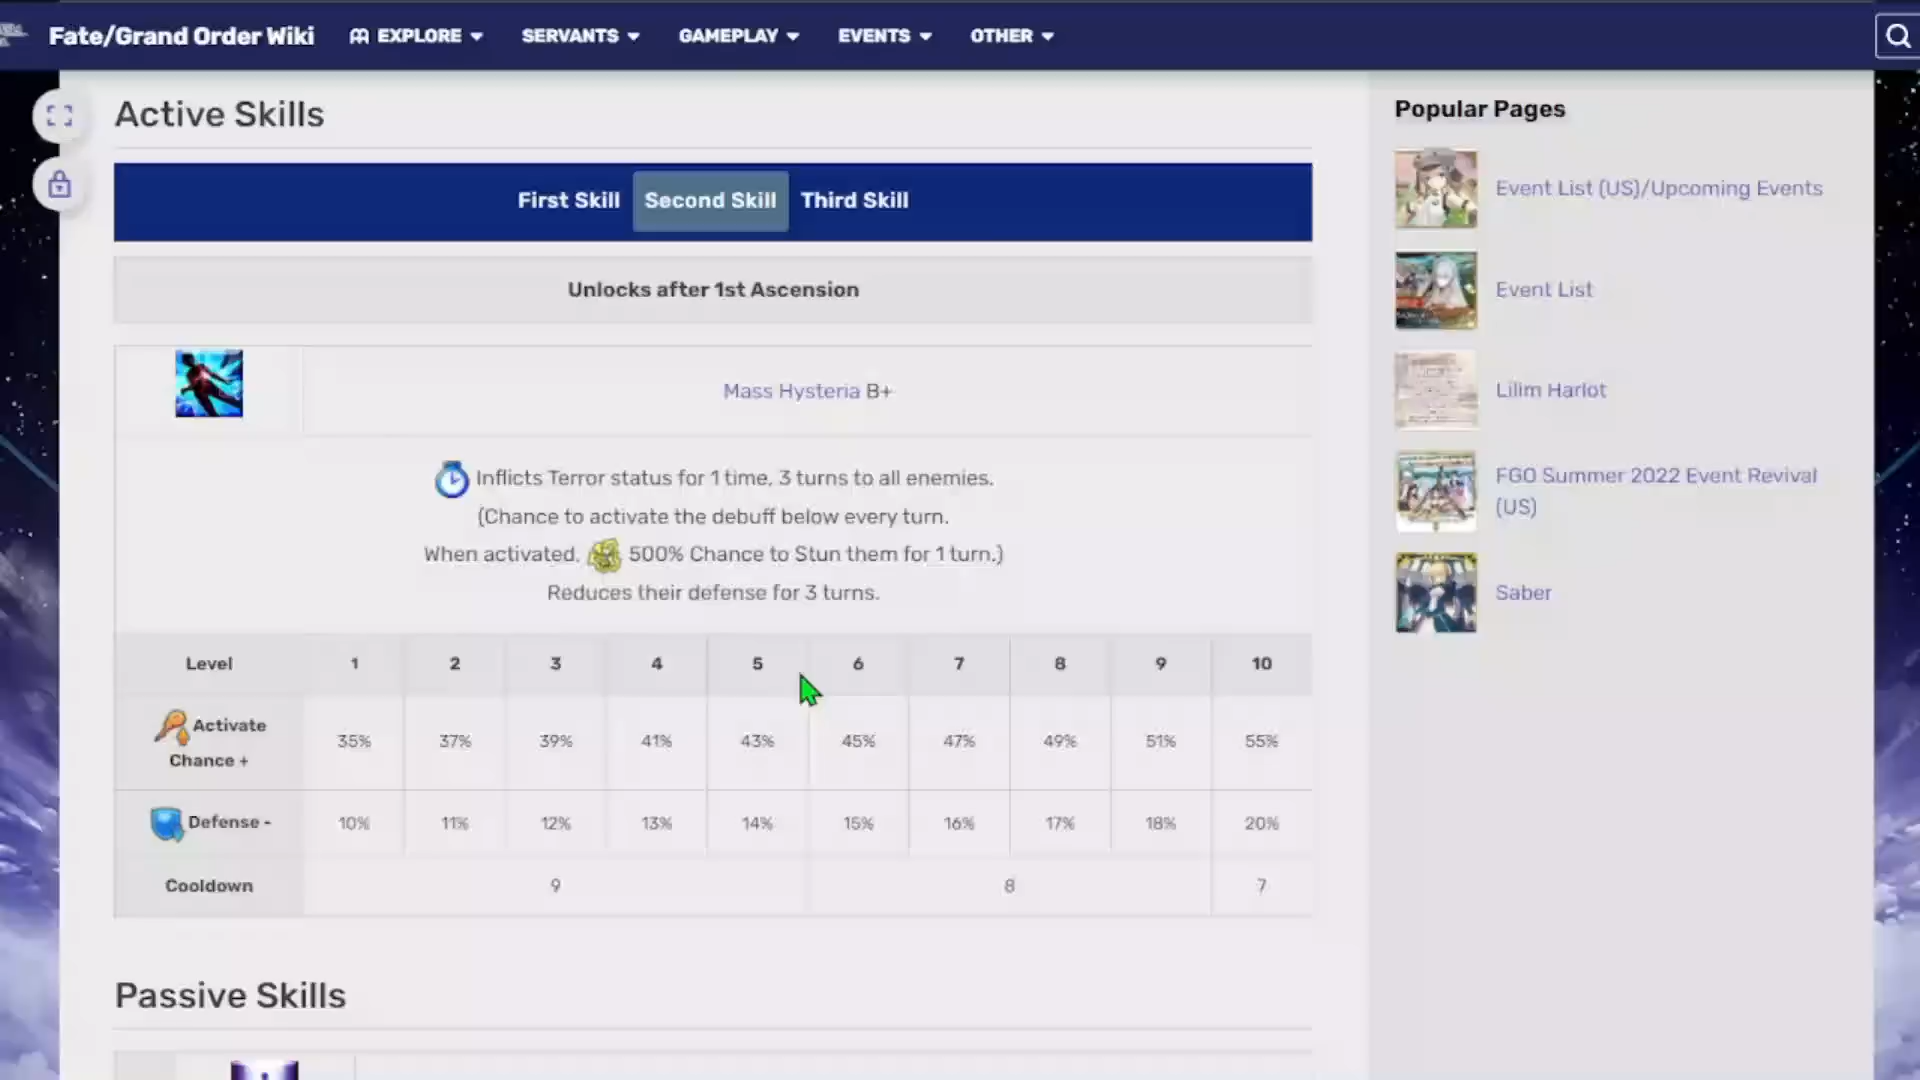 Fate/Grand Order Wiki
EXPLORE
SERVANTS
GAMEPLAY
EVENTS
OTHER
Active Skills
First Skill
Second Skill
Third Skill
Unlocks after 1st Ascension
Mass Hysteria B+
Inflicts Terror status for 1 time, 3 turns to all enemies.
(Chance to activate the debuff below every turn.
When activated, 500% Chance to Stun them for 1 turn.)
Reduces their defense for 3 turns.
Level 1 2 3 4 5 6 7 8 9 10
Activate
Chance +
35% 37% 39% 41% 43% 45% 47% 49% 51% 55%
Defense - 10% 11% 12% 13% 14% 15% 16% 17% 18% 20%
Cooldown 9 8 7
Passive Skills
Popular Pages
Event List (US)/Upcoming Events
Event List
Lilim Harlot
FGO Summer 2022 Event Revival
(US)
Saber